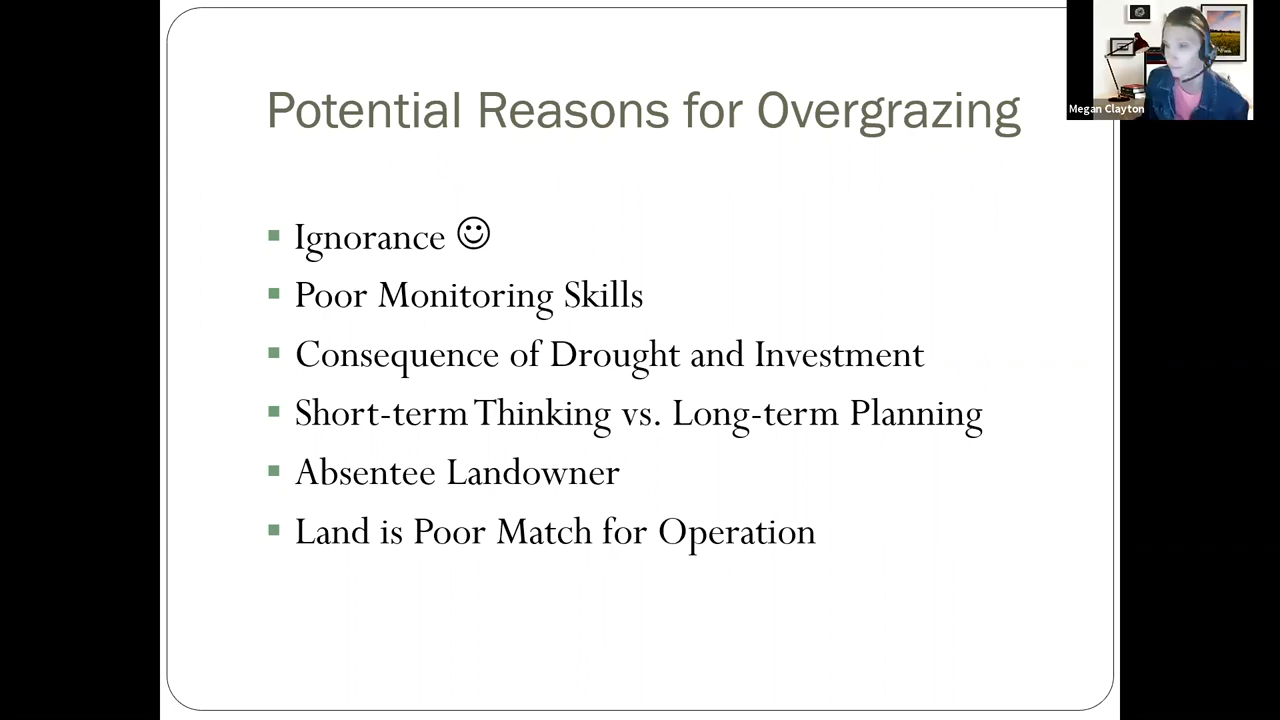 Potential Reasons for Overgrazing
Megan Clayton
Ignorance ☺
Poor Monitoring Skills
Consequence of Drought and Investment
Short-term Thinking vs. Long-term Planning
Absentee Landowner
Land is Poor Match for Operation